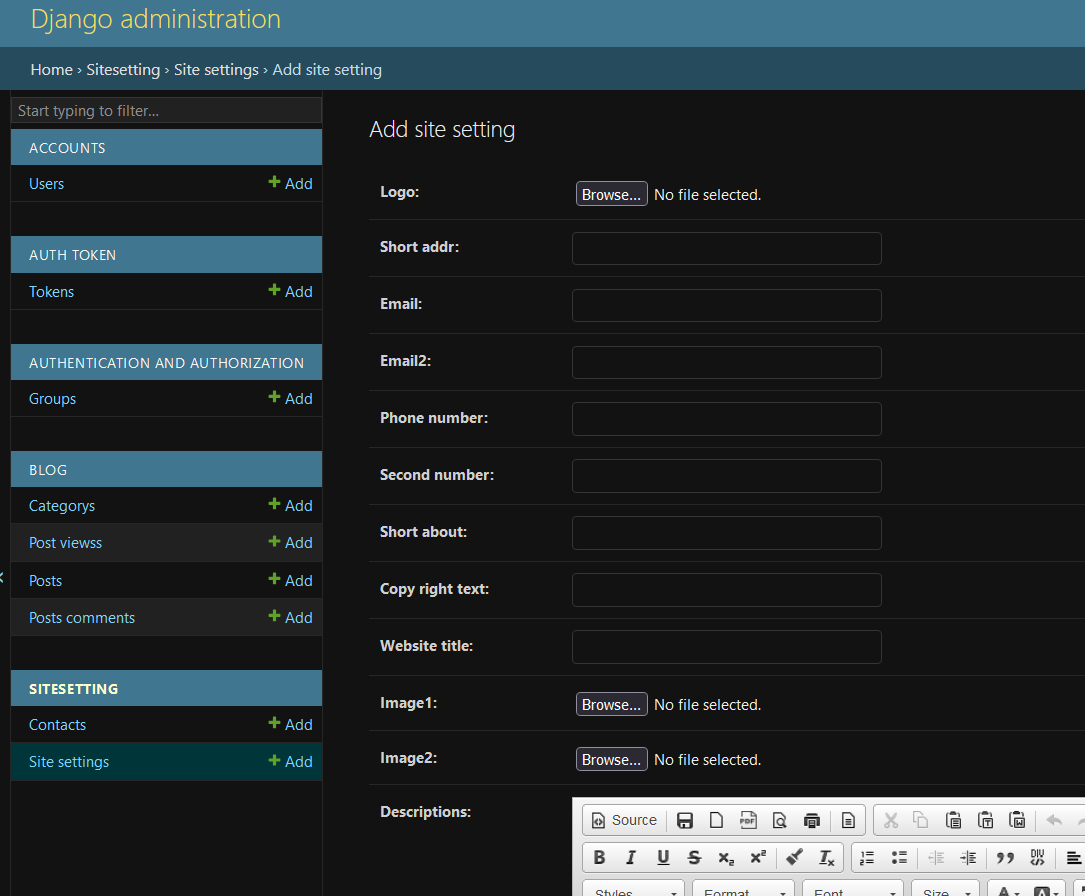 Django administration
Home › Sitesetting › Site settings › Add site setting
Start typing to filter...
ACCOUNTS
Users Add
AUTH TOKEN
Tokens Add
AUTHENTICATION AND AUTHORIZATION
Groups Add
BLOG
Categorys Add
Post viewss Add
Posts Add
Posts comments Add
SITESETTING
Contacts Add
Site settings Add
Add site setting
Logo: Browse... No file selected.
Short addr:
Email:
Email2:
Phone number:
Second number:
Short about:
Copy right text:
Website title:
Image1: Browse... No file selected.
Image2: Browse... No file selected.
Descriptions:
Source
Styles Format Font Size